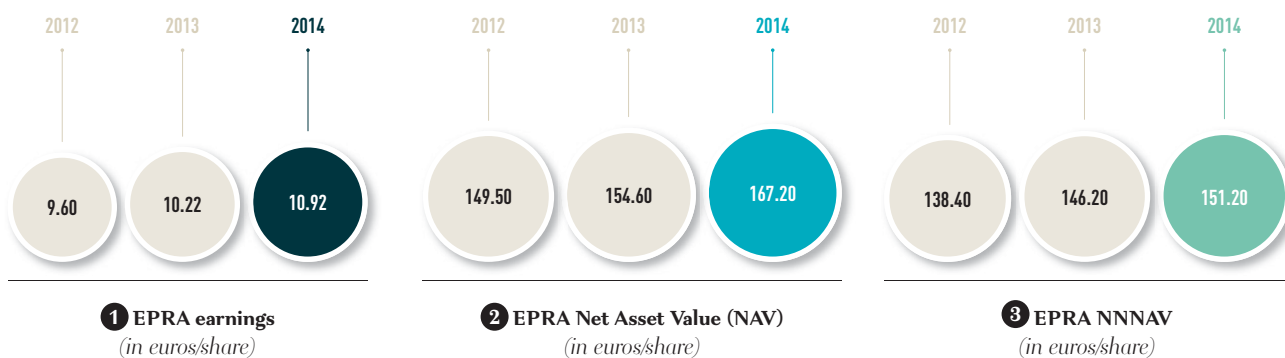 2012 2013 2014
9.60 10.22 10.92
1 EPRA earnings
(in euros/share)
2012 2013 2014
149.50 154.60 167.20
2 EPRA Net Asset Value (NAV)
(in euros/share)
2012 2013 2014
138.40 146.20 151.20
3 EPRA NNNAV
(in euros/share)